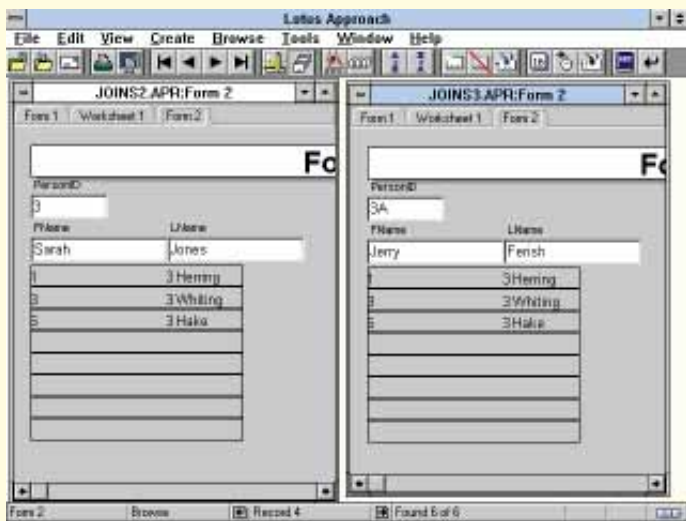 Lotus Approach
File Edit View Create Browse Tools Window Help
JOINS2.APR:Form 2
Form 1 Worksheet 1 Form 2
Fo
PersonID
3
FName LName
Sarah Jones
1 3 Herring
3 3 Whiting
5 3 Hake
JOINS3.APR:Form 2
Form 1 Worksheet 1 Form 2
Fo
PersonID
3A
FName LName
Jerry Ferish
1 3 Herring
3 3 Whiting
5 3 Hake
Form 2 Browse Record 4 Found 6 of 6